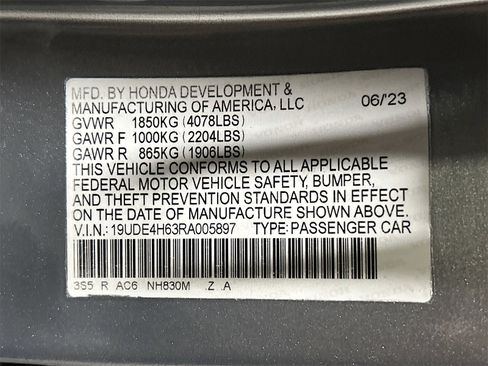 MFD. BY HONDA DEVELOPMENT &
MANUFACTURING OF AMERICA, LLC 06/'23
GVWR 1850KG (4078LBS)
GAWR F 1000KG (2204LBS)
GAWR R 865KG (1906LBS)
THIS VEHICLE CONFORMS TO ALL APPLICABLE
FEDERAL MOTOR VEHICLE SAFETY, BUMPER,
AND THEFT PREVENTION STANDARDS IN EFFECT
ON THE DATE OF MANUFACTURE SHOWN ABOVE.
V.I.N.: 19UDE4H63RA005897 TYPE: PASSENGER CAR
3S5 R AC6 NH830M .Z .A